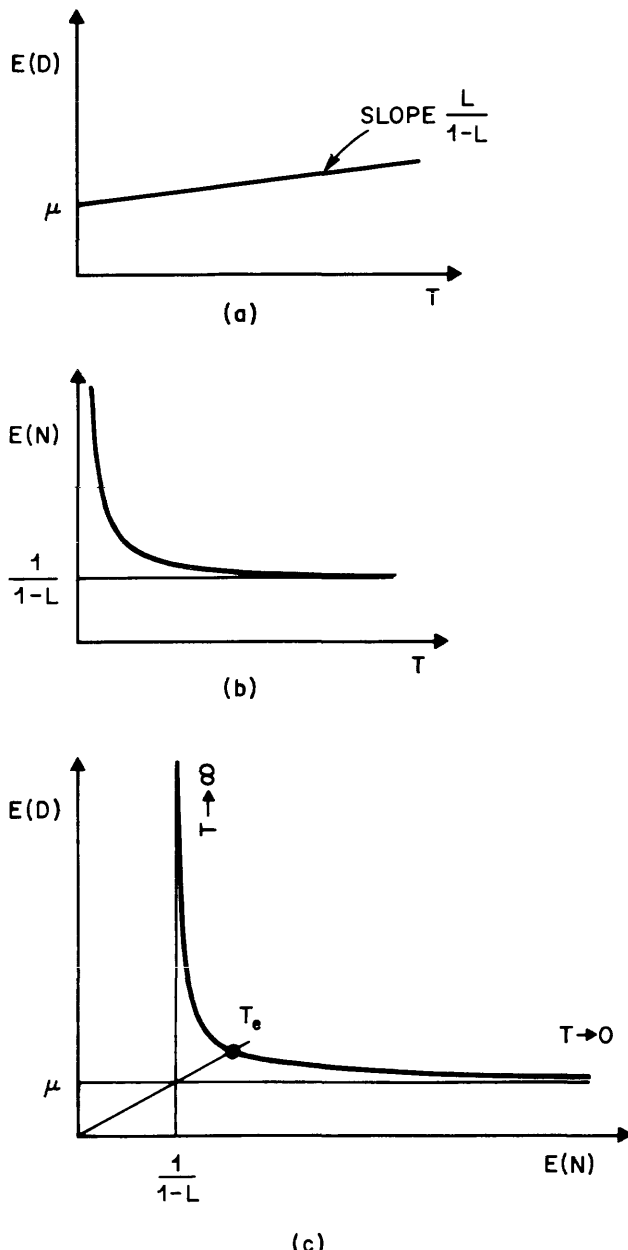 E(D)
SLOPE L/1-L
μ
T
(a)
E(N)
1/1-L
T
(b)
E(D)
T→∞
Te
T→0
μ
1/1-L
E(N)
(c)